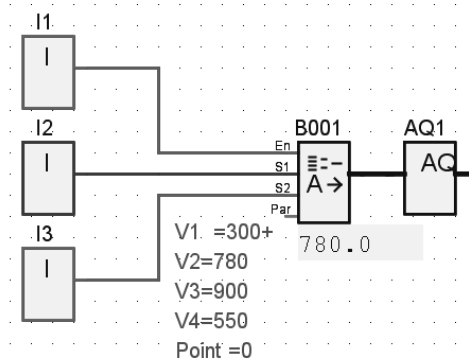 I1
I
I2
I
I3
I
B001
En
S1
S2
Par
A→
780.0
AQ1
AQ
V1 =300+
V2=780
V3=900
V4=550
Point =0